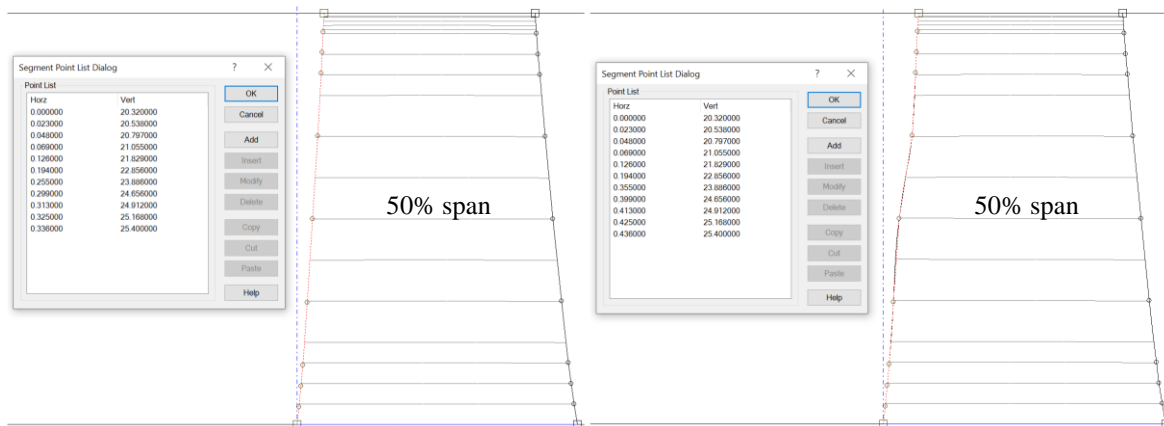 Segment Point List Dialog ? ×
Point List
Horz Vert
0.000000 20.320000
0.023000 20.538000
0.048000 20.797000
0.069000 21.055000
0.126000 21.829000
0.194000 22.856000
0.255000 23.886000
0.299000 24.656000
0.313000 24.912000
0.325000 25.168000
0.336000 25.400000
OK
Cancel
Add
Insert
Modify
Delete
Copy
Cut
Paste
Help
50% span
Segment Point List Dialog ? ×
Point List
Horz Vert
0.000000 20.320000
0.023000 20.538000
0.048000 20.797000
0.069000 21.055000
0.126000 21.829000
0.194000 22.856000
0.355000 23.886000
0.399000 24.656000
0.413000 24.912000
0.425000 25.168000
0.436000 25.400000
OK
Cancel
Add
Insert
Modify
Delete
Copy
Cut
Paste
Help
50% span